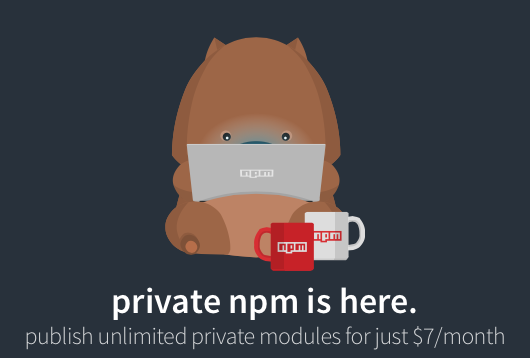 npm
npm
npm
private npm is here.
publish unlimited private modules for just $7/month